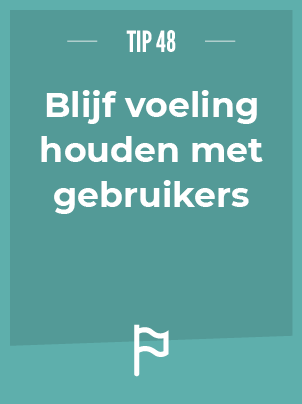 TIP 48
Blijf voeling
houden met
gebruikers